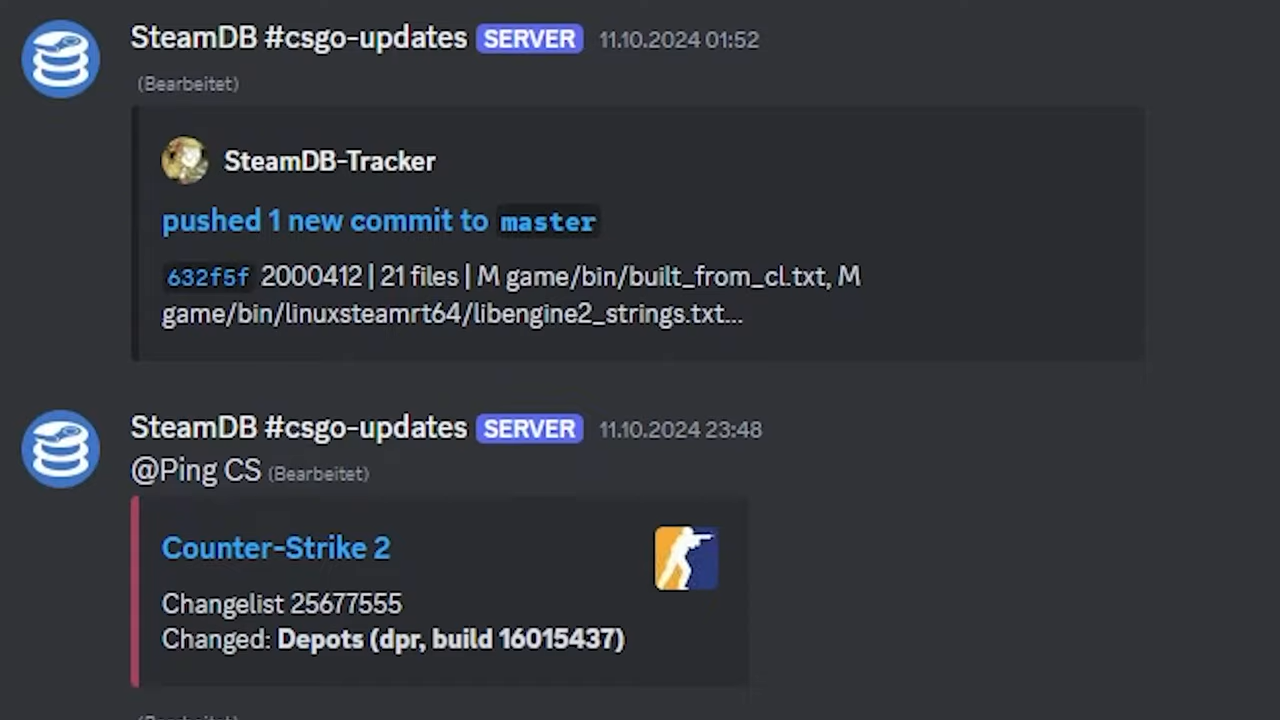 SteamDB #csgo-updates SERVER 11.10.2024 01:52
(Bearbeitet)
SteamDB-Tracker
pushed 1 new commit to master
632f5f 2000412 | 21 files | M game/bin/built_from_cl.txt, M
game/bin/linuxsteamrt64/libengine2_strings.txt...
SteamDB #csgo-updates SERVER 11.10.2024 23:48
@Ping CS (Bearbeitet)
Counter-Strike 2
Changelist 25677555
Changed: Depots (dpr, build 16015437)
(Bearbeitet)